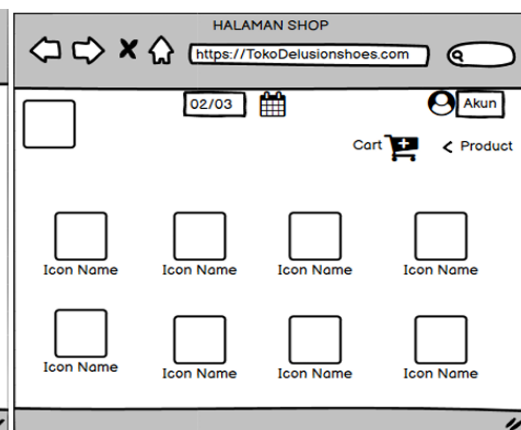 HALAMAN SHOP
https://TokoDelusionshoes.com
02/03
Akun
Cart
< Product
Icon Name Icon Name Icon Name Icon Name
Icon Name Icon Name Icon Name Icon Name